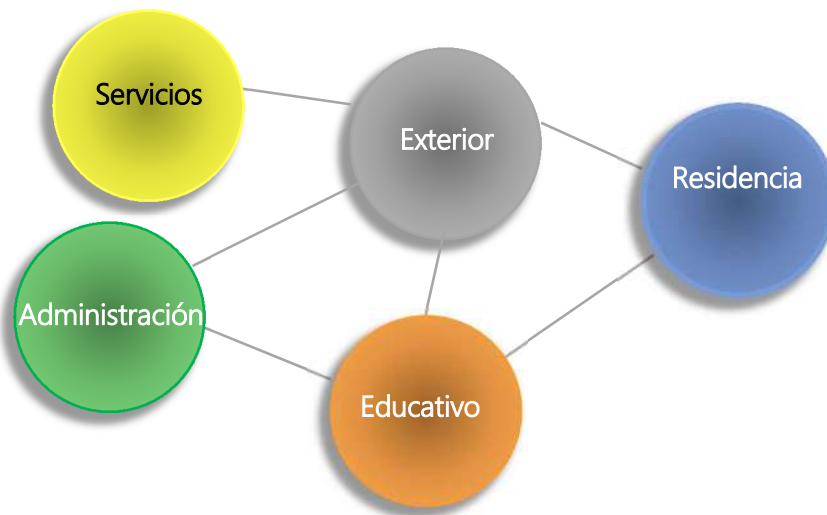 Servicios
Exterior
Residencia
Administración
Educativo